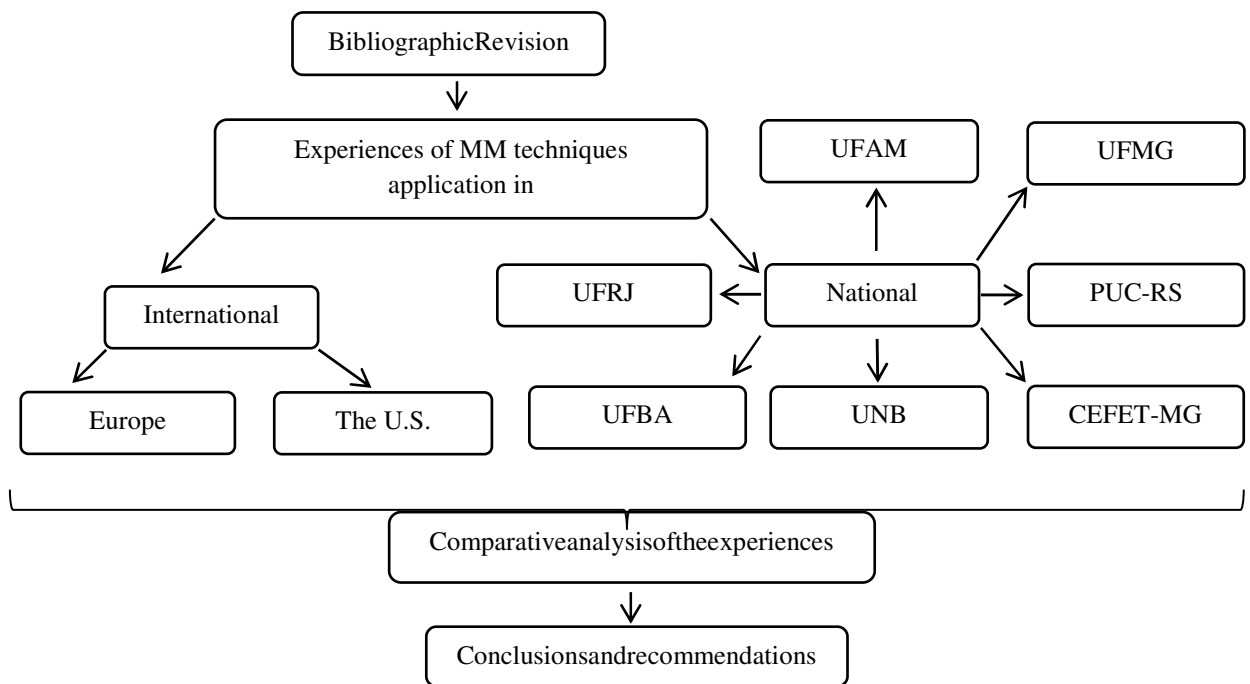 BibliographicRevision
Experiences of MM techniques
application in
UFAM
UFMG
UFRJ
National
PUC-RS
International
Europe
The U.S.
UFBA
UNB
CEFET-MG
Comparativeanalysisoftheexperiences
Conclusionsandrecommendations